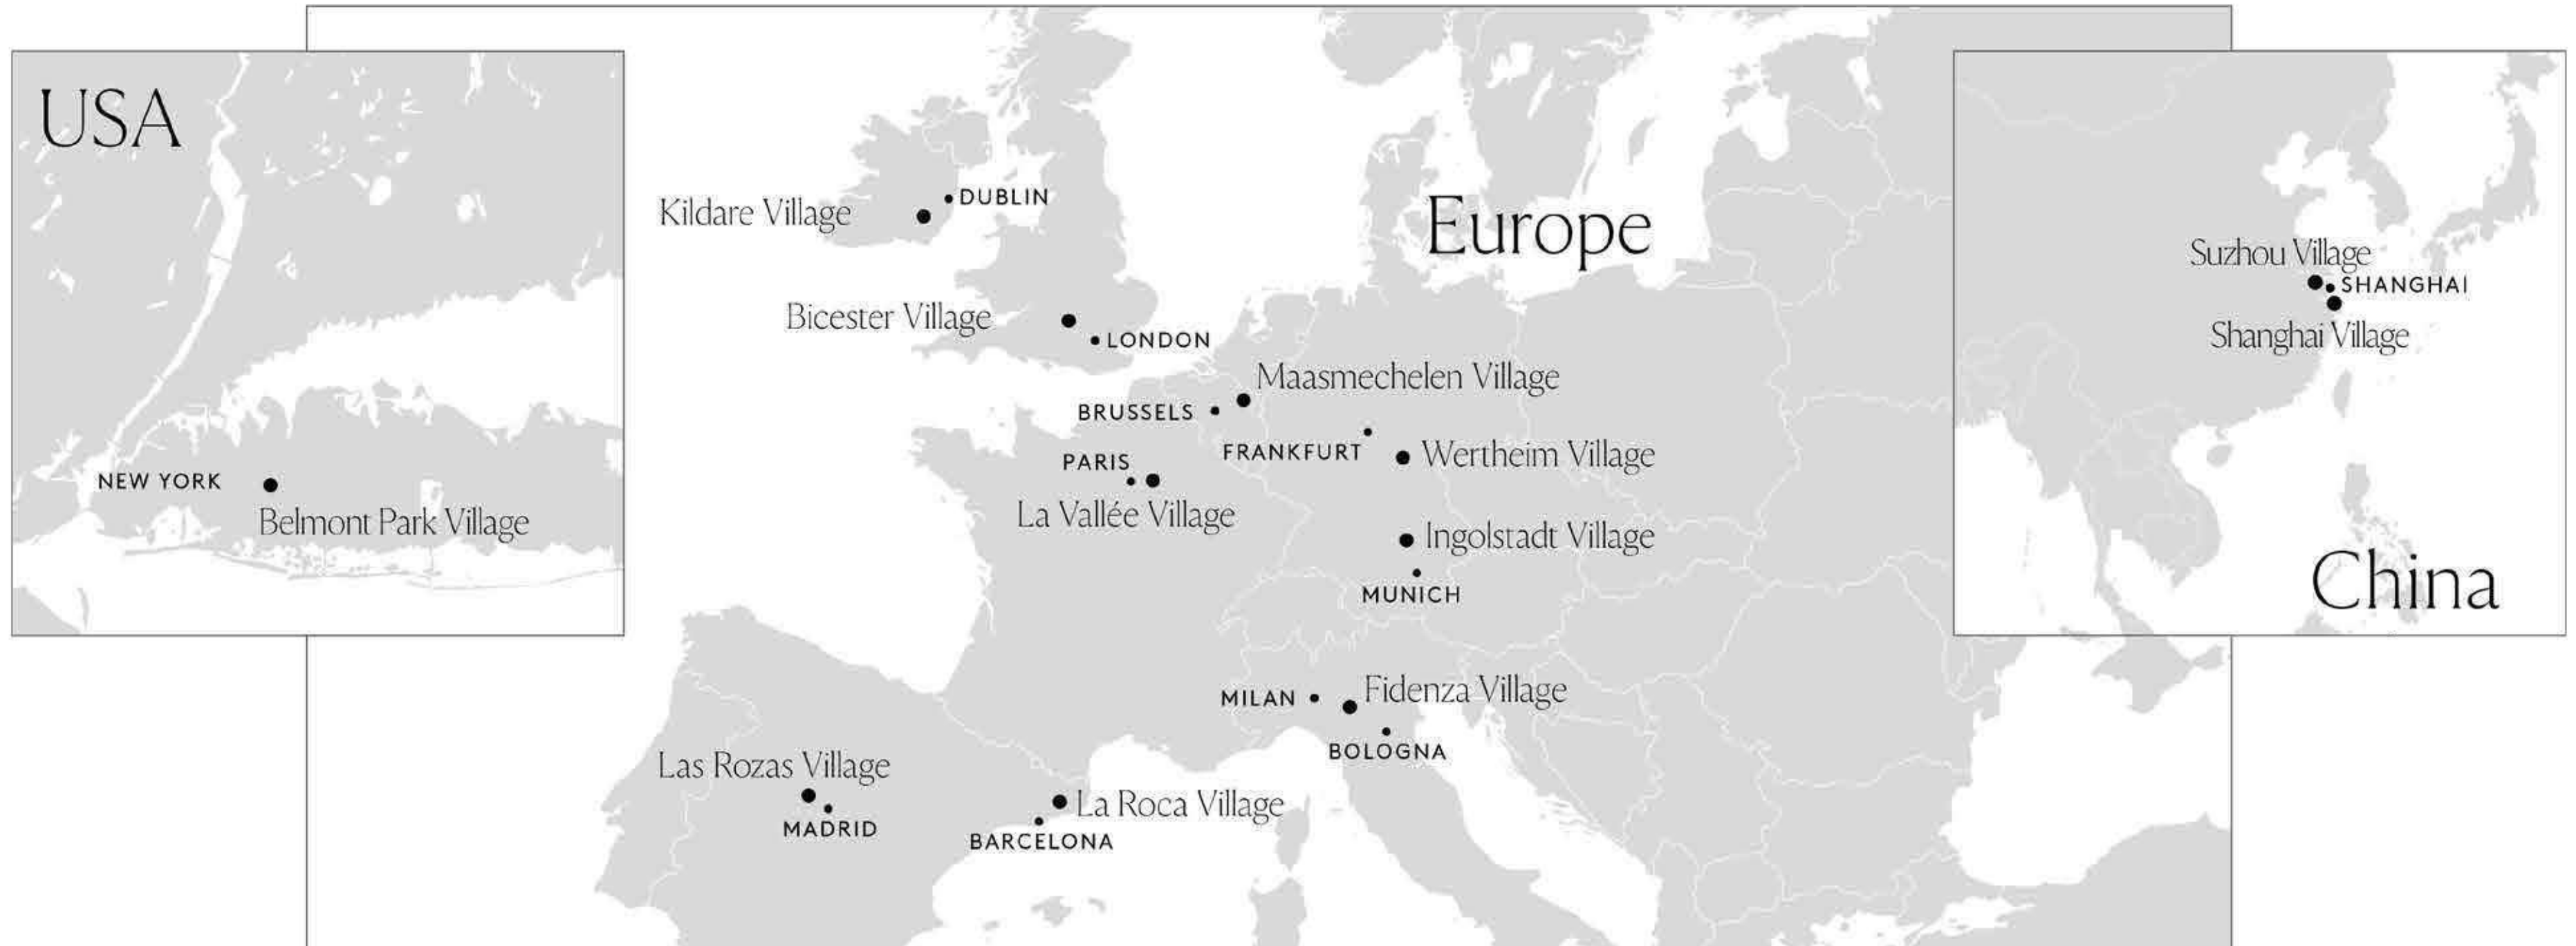 USA
NEW YORK
Belmont Park Village
Europe
Kildare Village
DUBLIN
Bicester Village
LONDON
Maasmechelen Village
BRUSSELS
FRANKFURT
Wertheim Village
PARIS
La Vallée Village
Ingolstadt Village
MUNICH
MILAN
Fidenza Village
BOLOGNA
Las Rozas Village
MADRID
La Roca Village
BARCELONA
Suzhou Village
SHANGHAI
Shanghai Village
China